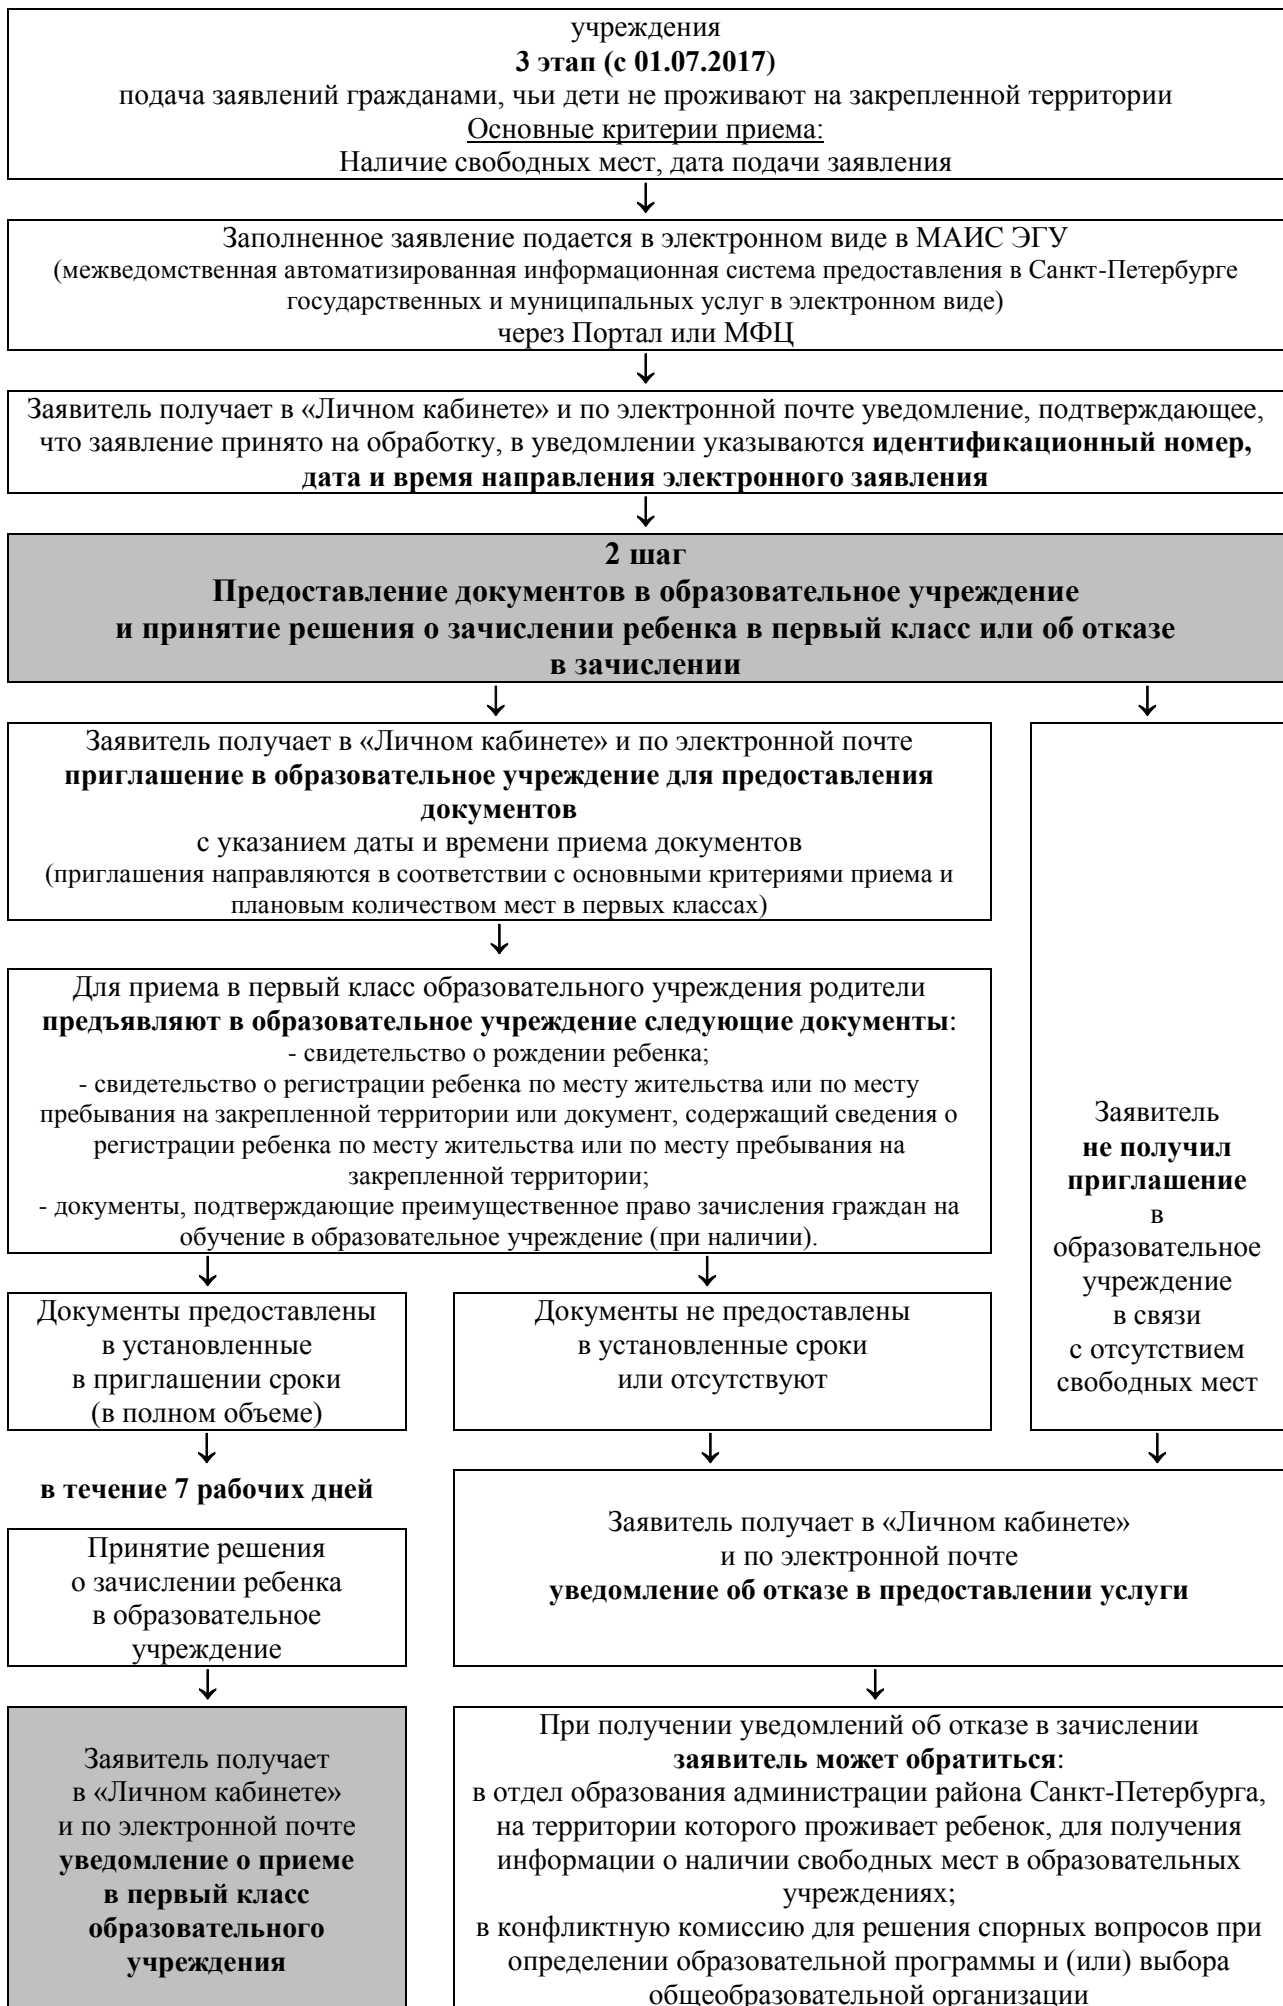 учреждения
3 этап (с 01.07.2017)
подача заявлений гражданами, чьи дети не проживают на закрепленной территории
Основные критерии приема:
Наличие свободных мест, дата подачи заявления
Заполненное заявление подается в электронном виде в МАИС ЭГУ
(межведомственная автоматизированная информационная система предоставления в Санкт-Петербурге
государственных и муниципальных услуг в электронном виде)
через Портал или МФЦ
Заявитель получает в «Личном кабинете» и по электронной почте уведомление, подтверждающее,
что заявление принято на обработку, в уведомлении указываются идентификационный номер,
дата и время направления электронного заявления
2 шаг
Предоставление документов в образовательное учреждение
и принятие решения о зачислении ребенка в первый класс или об отказе
в зачислении
Заявитель получает в «Личном кабинете» и по электронной почте
приглашение в образовательное учреждение для предоставления
документов
с указанием даты и времени приема документов
(приглашения направляются в соответствии с основными критериями приема и
плановым количеством мест в первых классах)
Для приема в первый класс образовательного учреждения родители
предъявляют в образовательное учреждение следующие документы:
- свидетельство о рождении ребенка;
- свидетельство о регистрации ребенка по месту жительства или по месту
пребывания на закрепленной территории или документ, содержащий сведения о
регистрации ребенка по месту жительства или по месту пребывания на
закрепленной территории;
- документы, подтверждающие преимущественное право зачисления граждан на
обучение в образовательное учреждение (при наличии).
Заявитель
не получил
приглашение
в
образовательное
учреждение
в связи
с отсутствием
свободных мест
Документы предоставлены
в установленные
в приглашении сроки
(в полном объеме)
Документы не предоставлены
в установленные сроки
или отсутствуют
в течение 7 рабочих дней
Принятие решения
о зачислении ребенка
в образовательное
учреждение
Заявитель получает в «Личном кабинете»
и по электронной почте
уведомление об отказе в предоставлении услуги
Заявитель получает
в «Личном кабинете»
и по электронной почте
уведомление о приеме
в первый класс
образовательного
учреждения
При получении уведомлений об отказе в зачислении
заявитель может обратиться:
в отдел образования администрации района Санкт-Петербурга,
на территории которого проживает ребенок, для получения
информации о наличии свободных мест в образовательных
учреждениях;
в конфликтную комиссию для решения спорных вопросов при
определении образовательной программы и (или) выбора
общеобразовательной организации